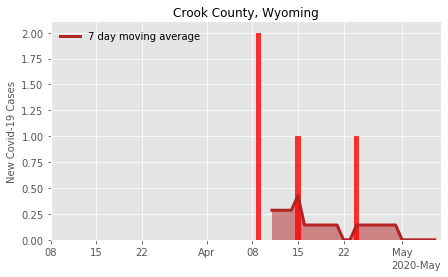 Crook County, Wyoming
7 day moving average
New Covid-19 Cases
2.00
1.75
1.50
1.25
1.00
0.75
0.50
0.25
0.00
08 15 22 Apr 08 15 22 May
2020-May